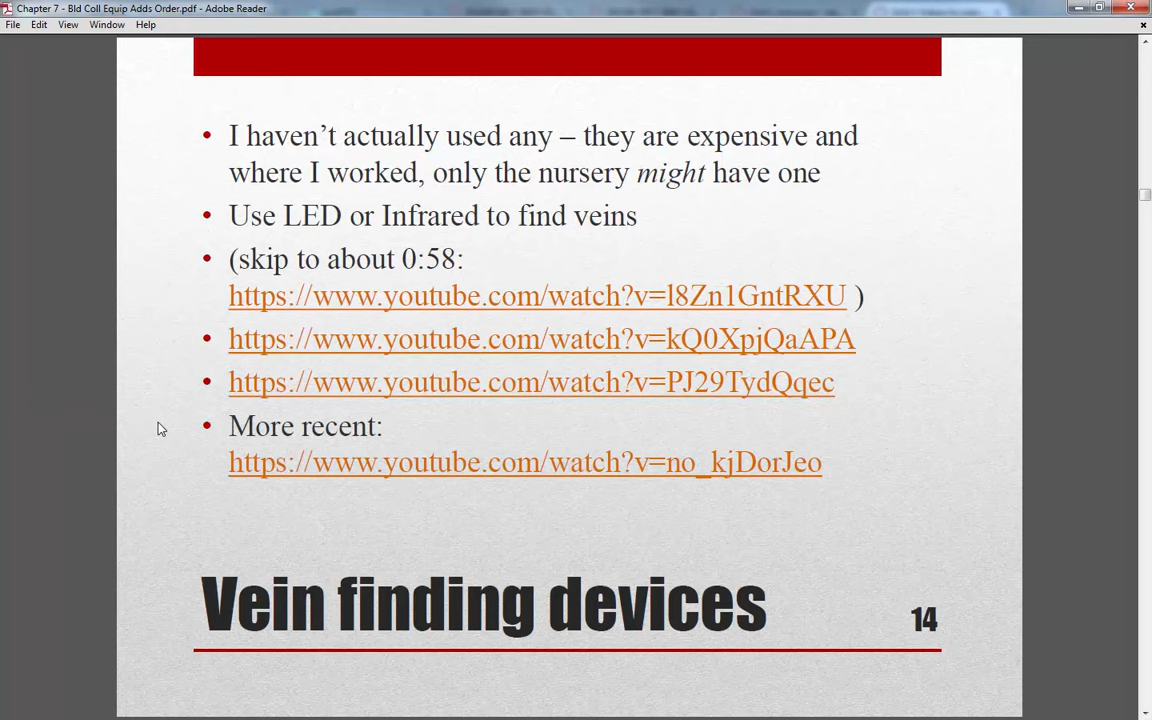 Chapter 7 - Bld Coll Equip Adds Order.pdf - Adobe Reader
File Edit View Window Help
• I haven’t actually used any – they are expensive and
where I worked, only the nursery might have one
• Use LED or Infrared to find veins
• (skip to about 0:58:
https://www.youtube.com/watch?v=l8Zn1GntRXU )
• https://www.youtube.com/watch?v=kQ0XpjQaAPA
• https://www.youtube.com/watch?v=PJ29TydQqec
• More recent:
https://www.youtube.com/watch?v=no_kjDorJeo
Vein finding devices 14